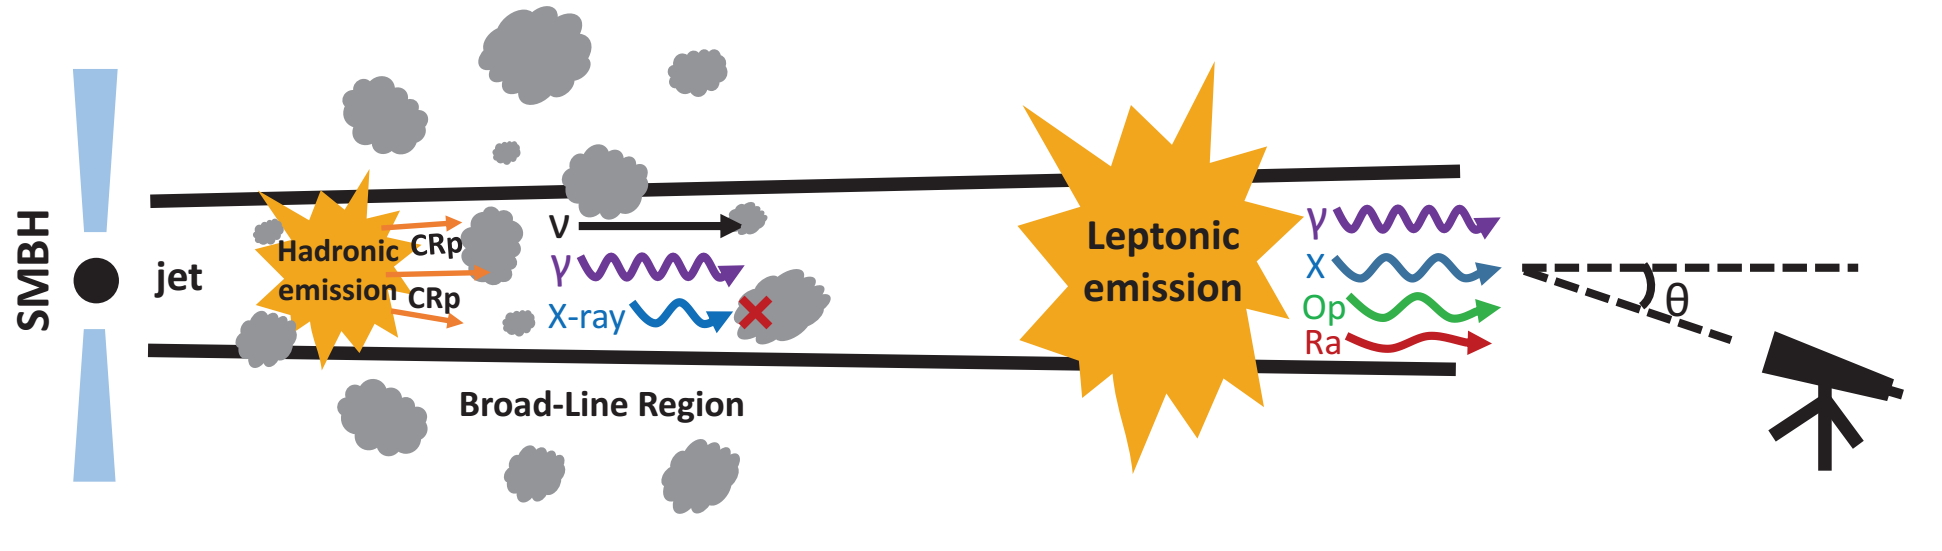 SMBH
jet
Hadronic
emission
CRp
CRp
ν
γ
X-ray
Broad-Line Region
Leptonic
emission
γ
X
Op
Ra
θ